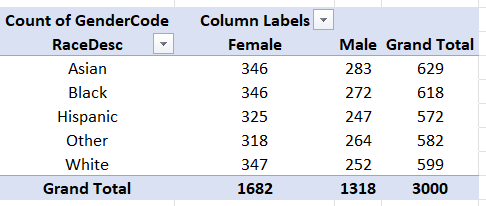 Count of GenderCode Column Labels
RaceDesc Female Male Grand Total
Asian 346 283 629
Black 346 272 618
Hispanic 325 247 572
Other 318 264 582
White 347 252 599
Grand Total 1682 1318 3000